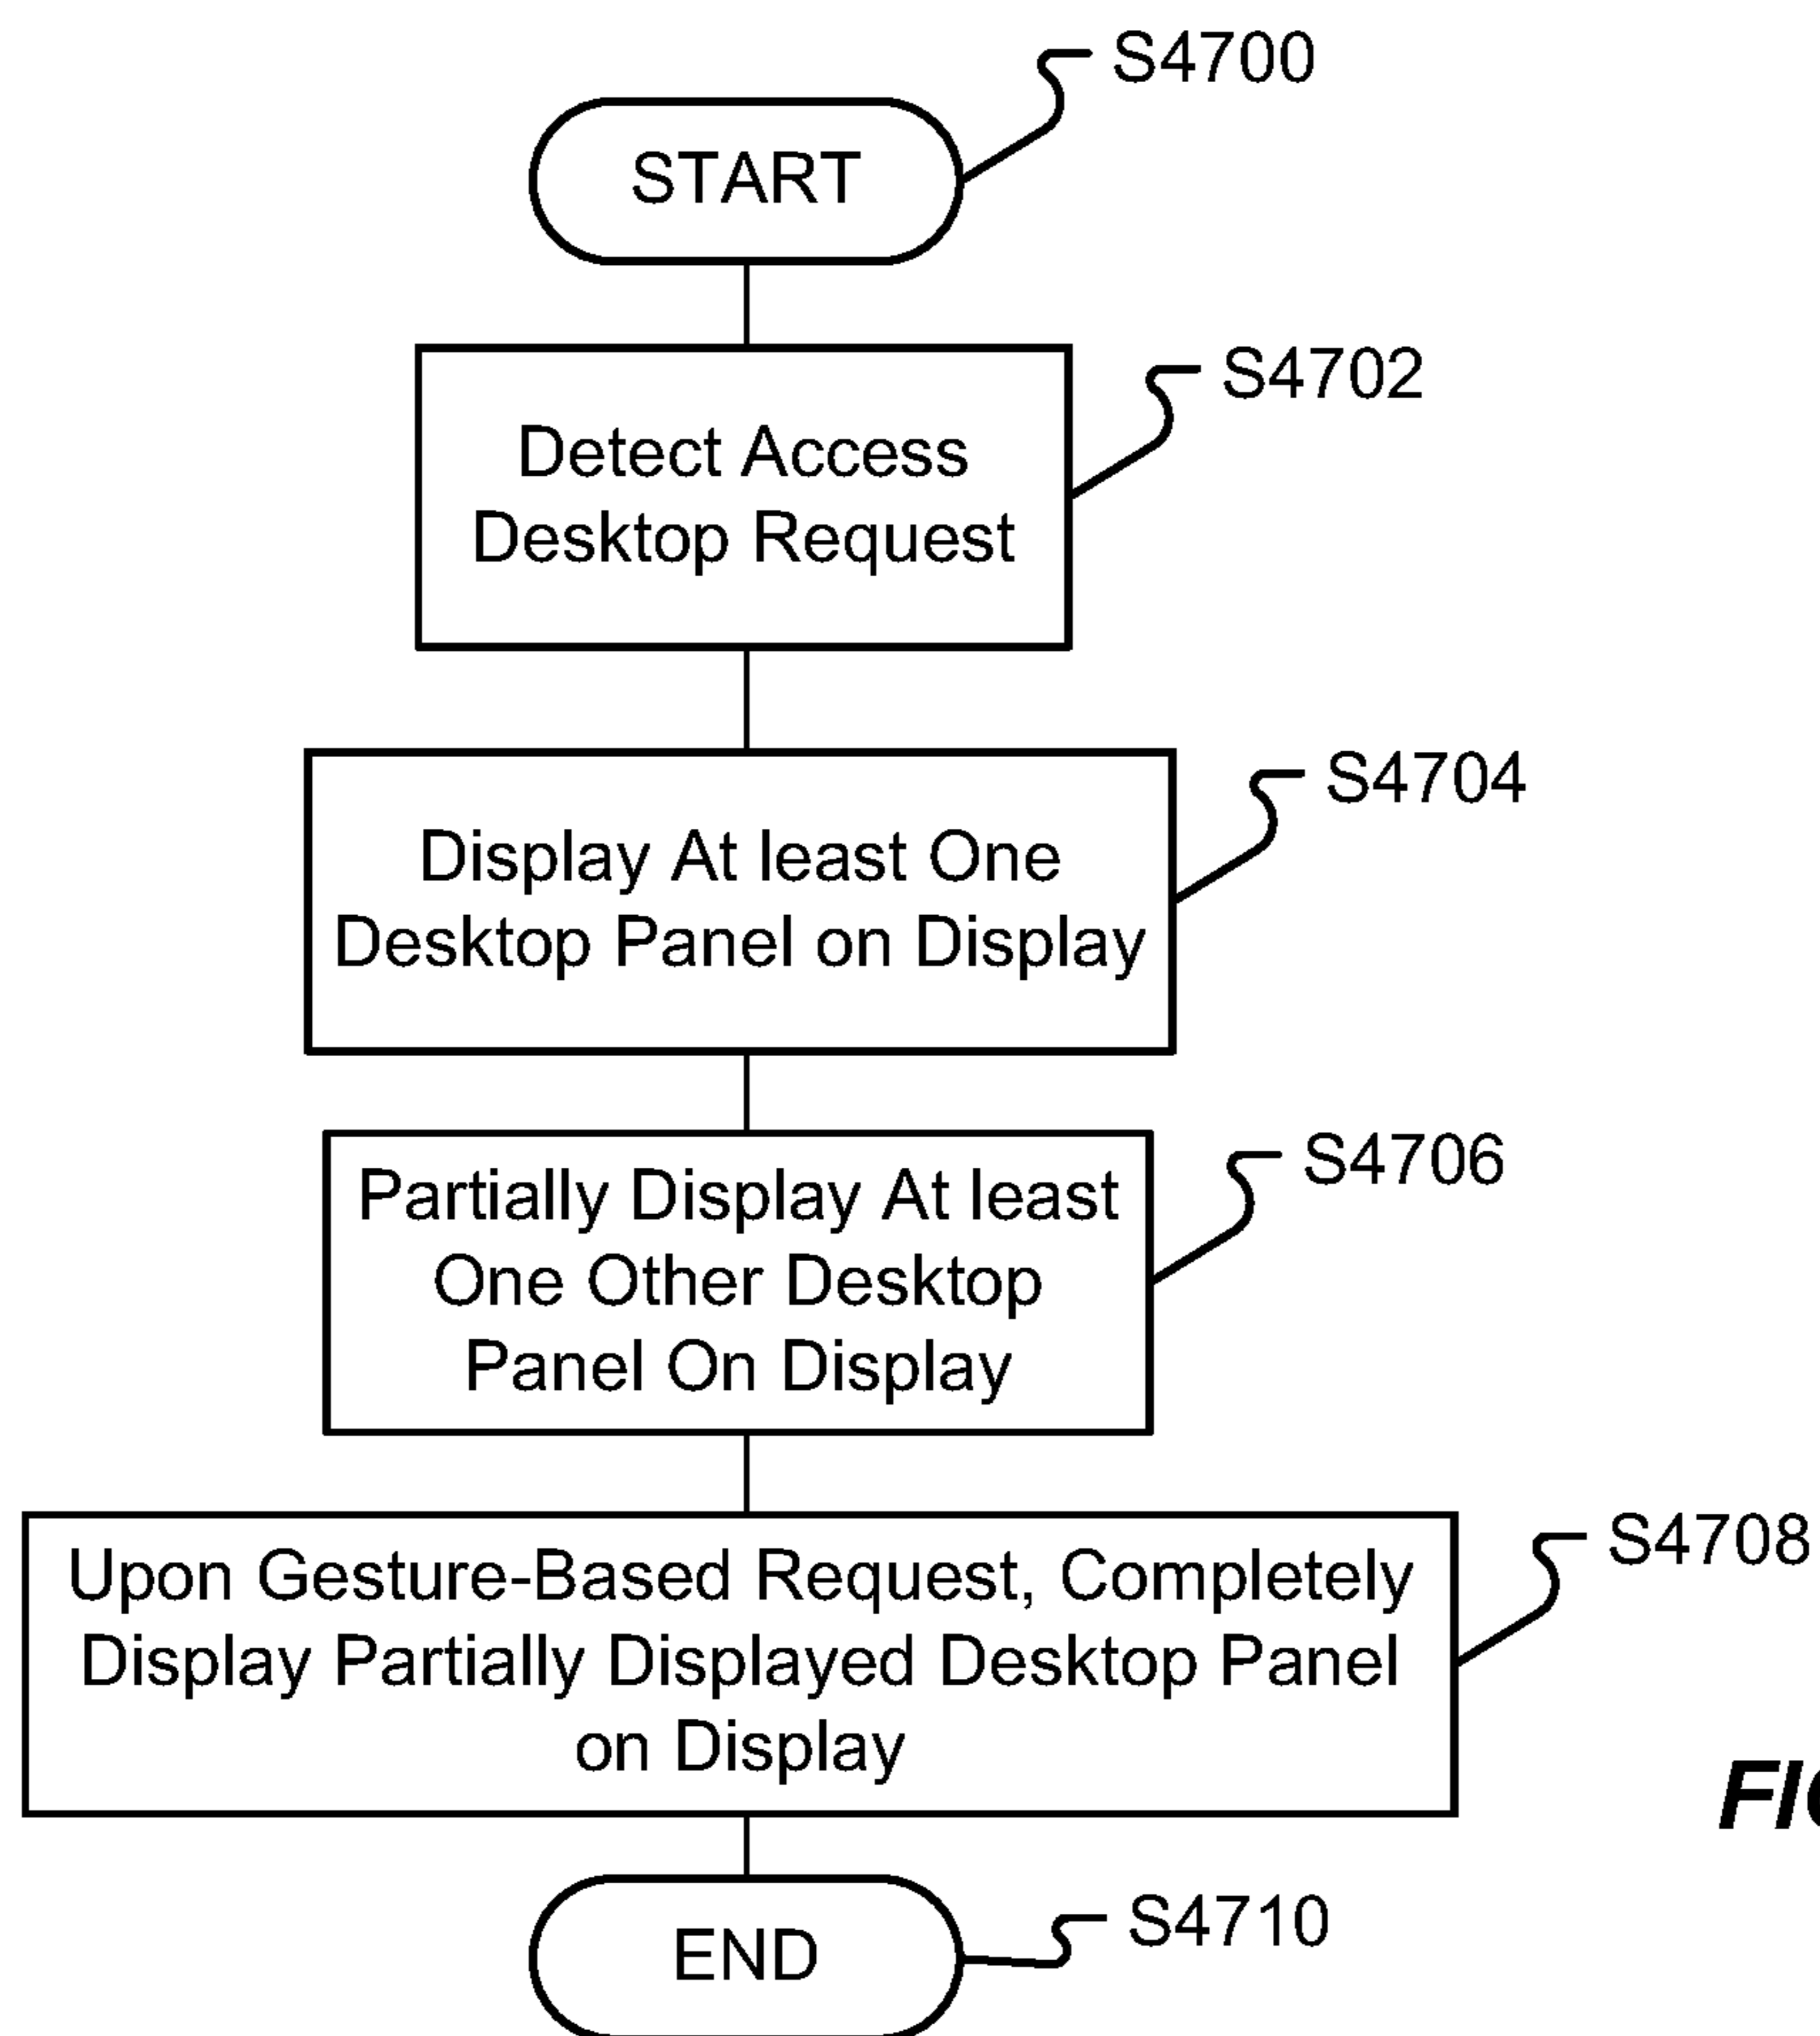 S4700
START
S4702
Detect Access
Desktop Request
S4704
Display At least One
Desktop Panel on Display
S4706
Partially Display At least
One Other Desktop
Panel On Display
S4708
Upon Gesture-Based Request, Completely
Display Partially Displayed Desktop Panel
on Display
END
S4710